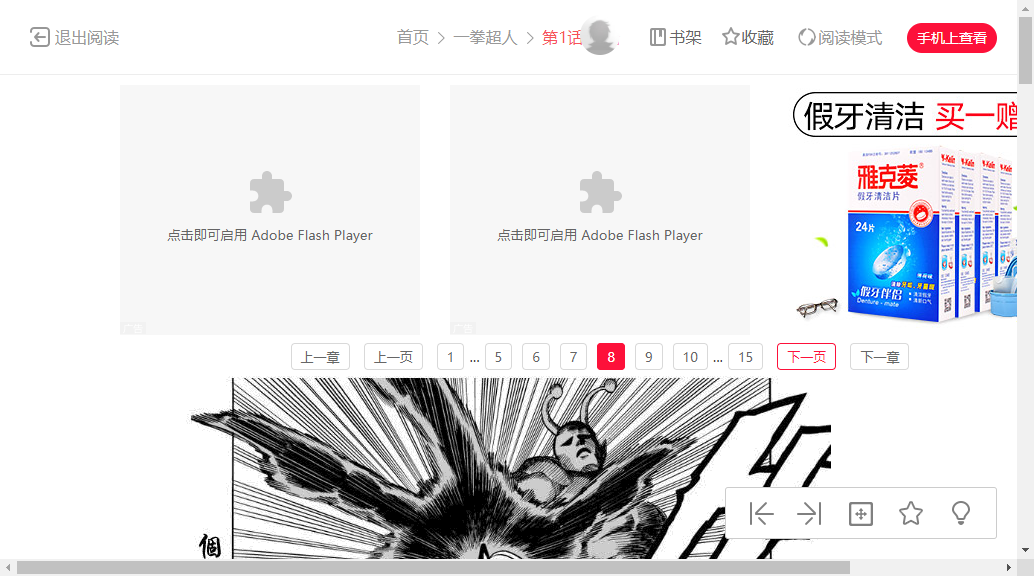 退出阅读
首页 > 一拳超人 > 第1话
书架
收藏
阅读模式
手机上查看
点击即可启用 Adobe Flash Player
点击即可启用 Adobe Flash Player
假牙清洁 买一赠
雅克菱
假牙清洁片
24片
假牙伴侣
Denture - mate
上一章
上一页
1 ... 5 6 7 8 9 10 ... 15
下一页
下一章
個